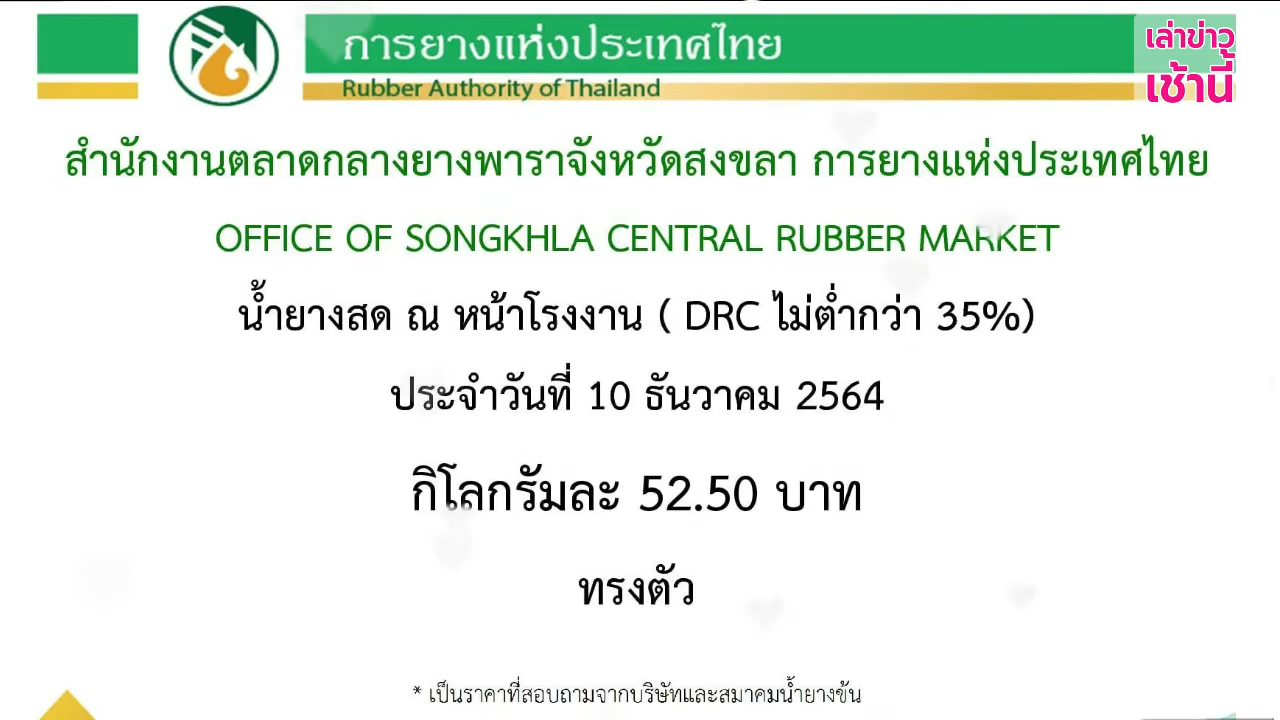 การยางแห่งประเทศไทย
Rubber Authority of Thailand
เล่าข่าว
เช้านี้
สำนักงานตลาดกลางยางพาราจังหวัดสงขลา การยางแห่งประเทศไทย
OFFICE OF SONGKHLA CENTRAL RUBBER MARKET
น้ำยางสด ณ หน้าโรงงาน ( DRC ไม่ต่ำกว่า 35%)
ประจำวันที่ 10 ธันวาคม 2564
กิโลกรัมละ 52.50 บาท
ทรงตัว
* เป็นราคาที่สอบถามจากบริษัทและสมาคมน้ำยางข้น